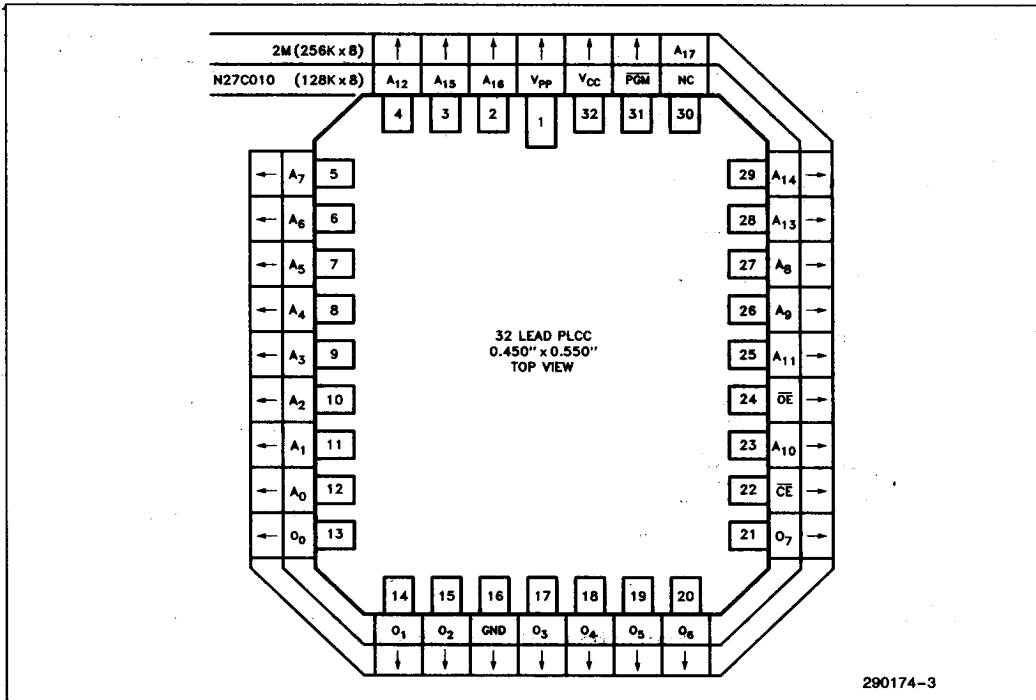 2M (256K x 8) ↑ ↑ ↑ ↑ ↑ ↑ A17
N27C010 (128K x 8) A12 A15 A16 VPP VCC P̅G̅M̅ NC
4 3 2 1 32 31 30
← A7 5 29 A14 →
← A6 6 28 A13 →
← A5 7 27 A8 →
← A4 8 26 A9 →
32 LEAD PLCC
0.450" x 0.550"
TOP VIEW
← A3 9 25 A11 →
← A2 10 24 O̅E̅ →
← A1 11 23 A10 →
← A0 12 22 C̅E̅ →
← O0 13 21 O7 →
14 15 16 17 18 19 20
O1 O2 GND O3 O4 O5 O6
↓ ↓ ↓ ↓ ↓ ↓ ↓
290174-3